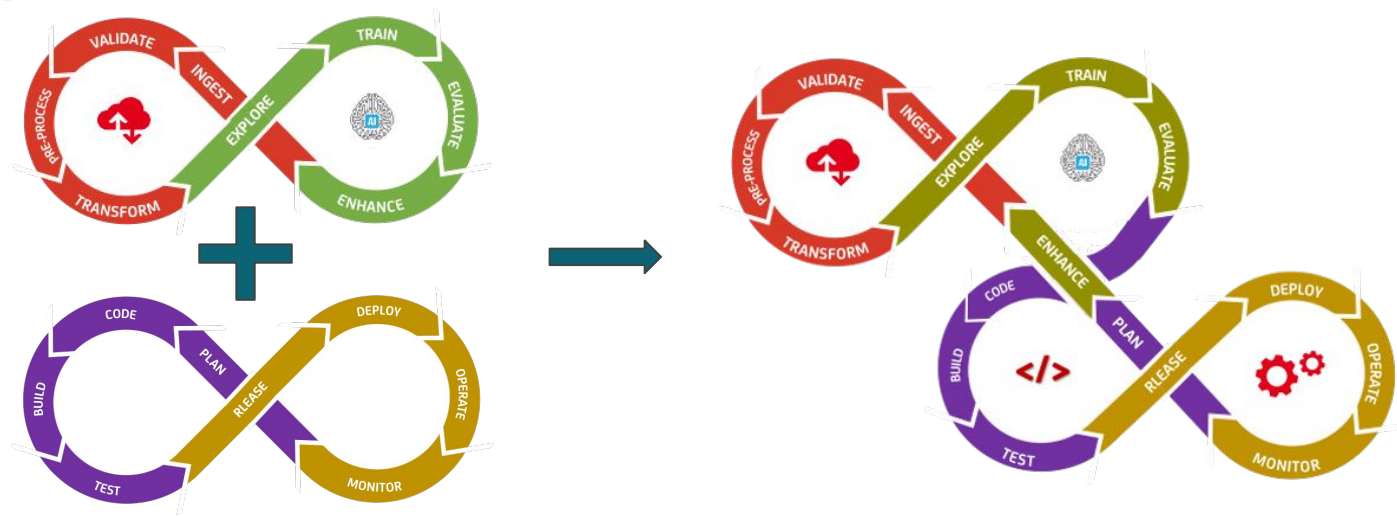 VALIDATE
INGEST
PRE-PROCESS
TRANSFORM
EXPLORE
TRAIN
EVALUATE
ENHANCE
AI
CODE
PLAN
BUILD
TEST
RLEASE
DEPLOY
OPERATE
MONITOR
VALIDATE
INGEST
PRE-PROCESS
TRANSFORM
EXPLORE
TRAIN
EVALUATE
AI
ENHANCE
CODE
PLAN
BUILD
TEST
</>
RLEASE
DEPLOY
OPERATE
MONITOR